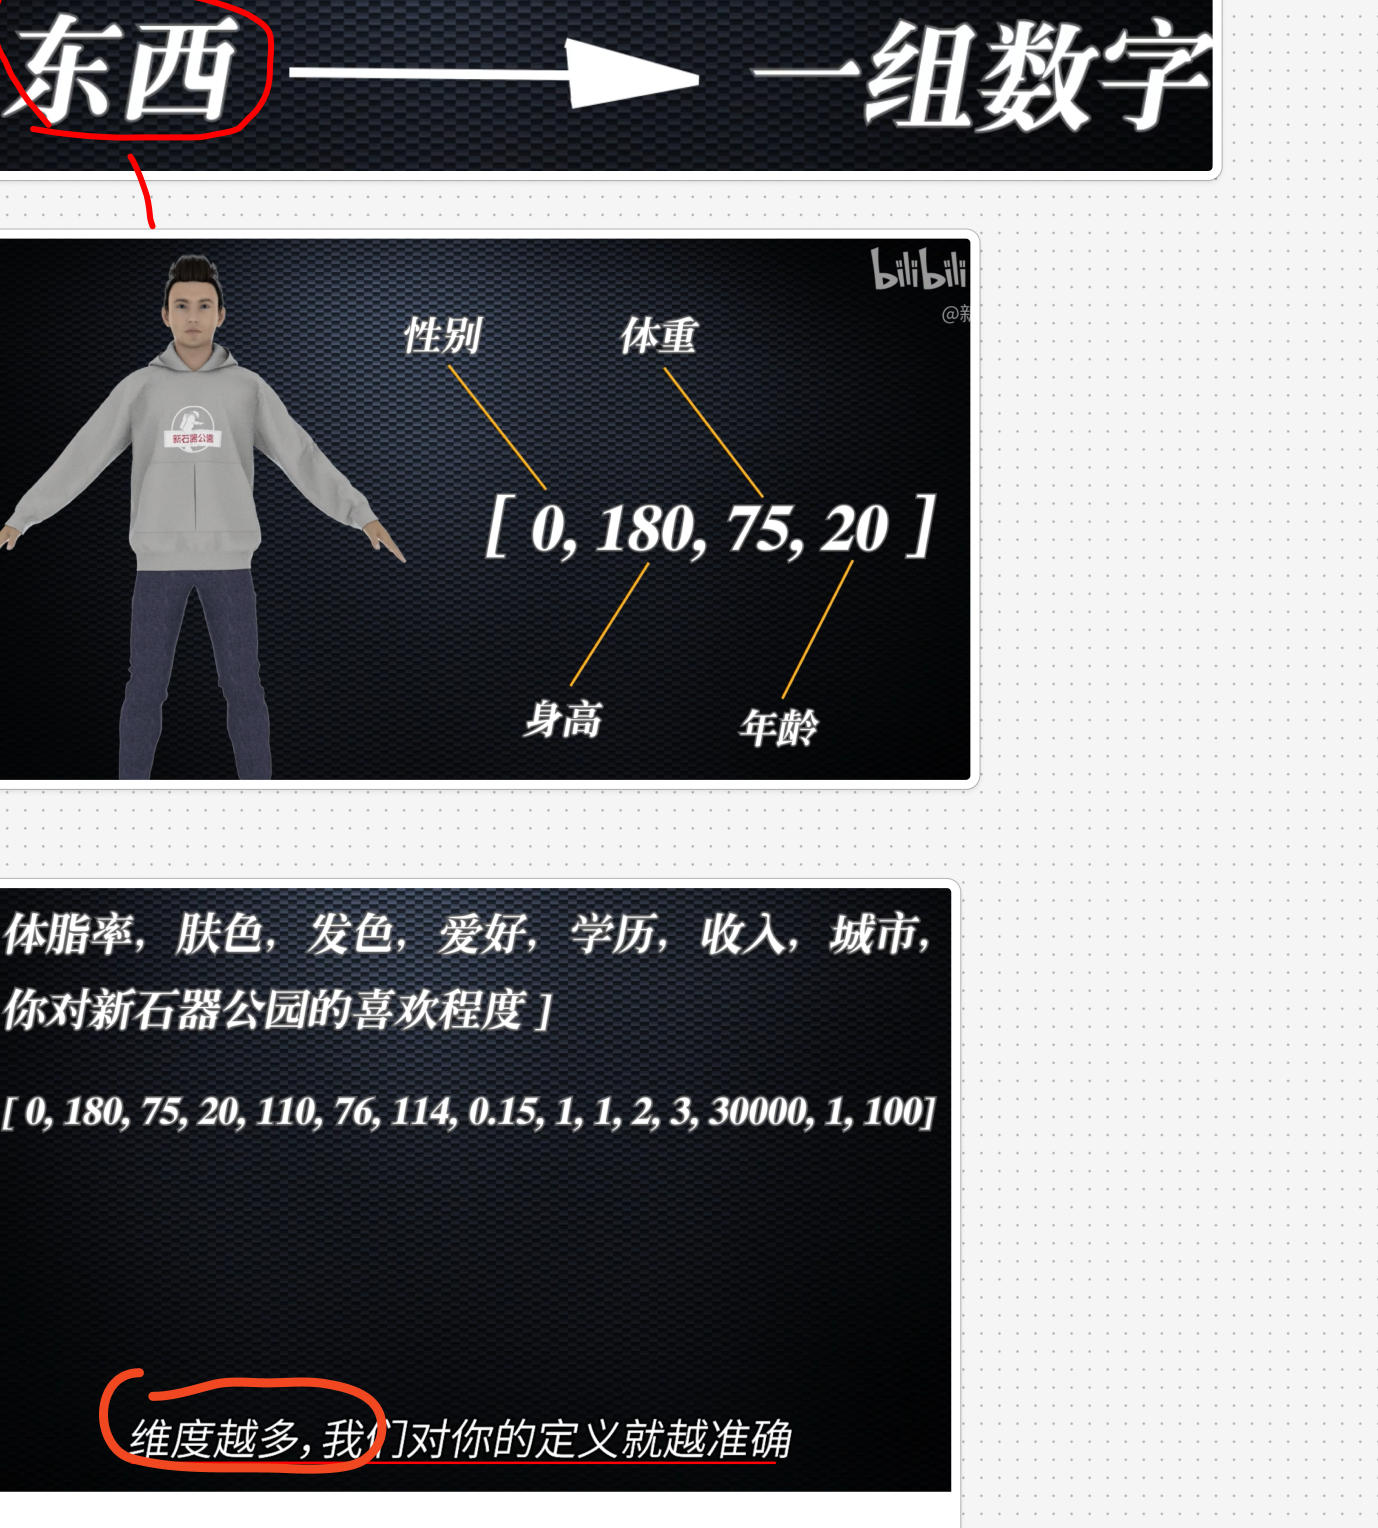 东西 一组数字
bilibili
@新
性别 体重
新石器公园
[ 0, 180, 75, 20 ]
身高 年龄
体脂率，肤色，发色，爱好，学历，收入，城市，
你对新石器公园的喜欢程度 ]
[ 0, 180, 75, 20, 110, 76, 114, 0.15, 1, 1, 2, 3, 30000, 1, 100]
维度越多，我们对你的定义就越准确